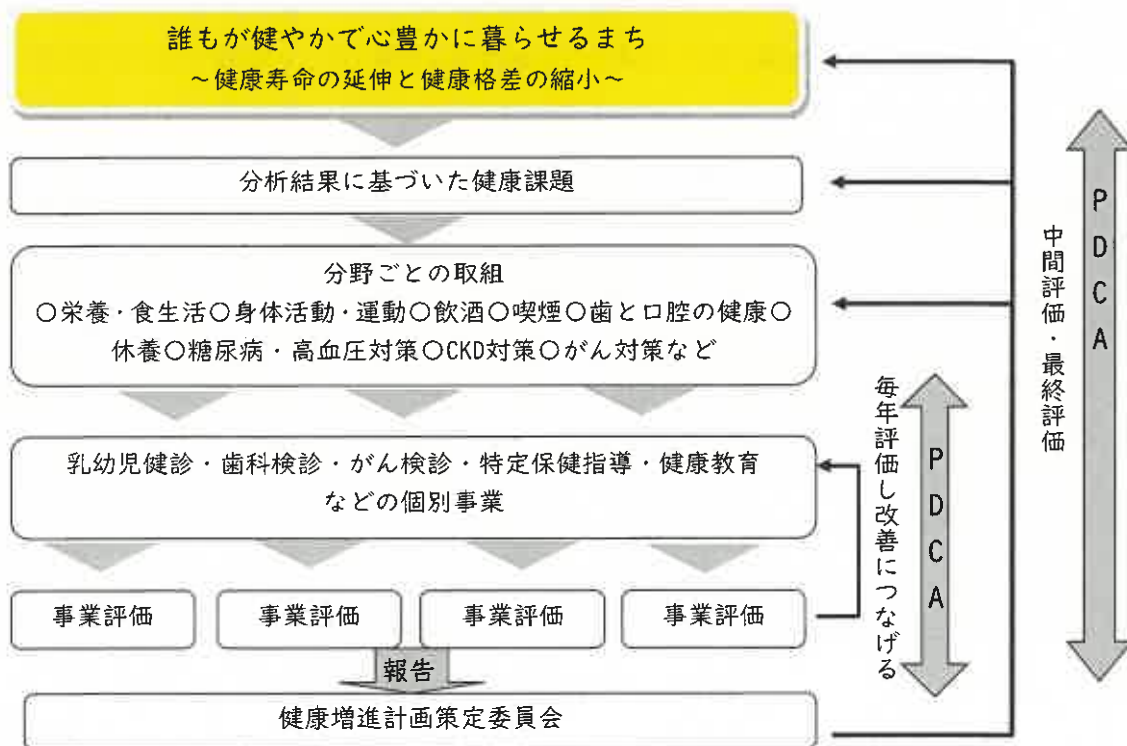 誰もが健やかで心豊かに暮らせるまち
～健康寿命の延伸と健康格差の縮小～
分析結果に基づいた健康課題
分野ごとの取組
○栄養・食生活○身体活動・運動○飲酒○喫煙○歯と口腔の健康○
休養○糖尿病・高血圧対策○CKD対策○がん対策など
乳幼児健診・歯科検診・がん検診・特定保健指導・健康教育
などの個別事業
事業評価
事業評価
事業評価
事業評価
報告
健康増進計画策定委員会
毎年評価し改善につなげる
PDCA
中間評価・最終評価
PDCA